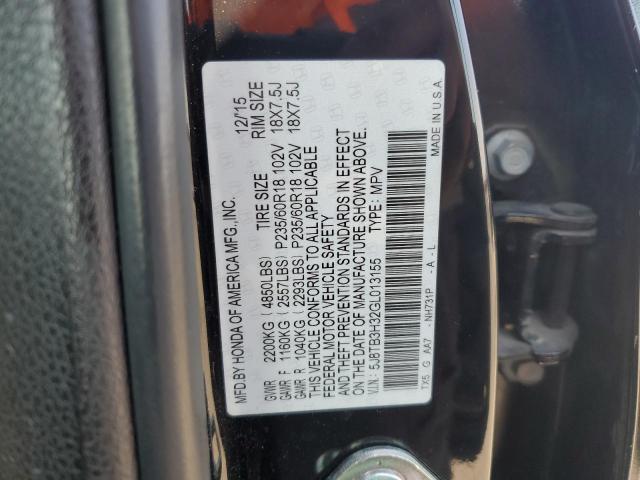 MFD.BY HONDA OF AMERICA MFG.,INC. 12/15
TIRE SIZE RIM SIZE
GVWR 2200KG (4850LBS)
GAWR F 1160KG (2557LBS) P235/60R18 102V 18X7.5J
GAWR R 1040KG (2293LBS) P235/60R18 102V 18X7.5J
THIS VEHICLE CONFORMS TO ALL APPLICABLE
FEDERAL MOTOR VEHICLE SAFETY
AND THEFT PREVENTION STANDARDS IN EFFECT
ON THE DATE OF MANUFACTURE SHOWN ABOVE.
V.I.N.: 5J8TB3H32GL013155 TYPE: MPV
TX5 G AA7 - NH731P - A - L
MADE IN U.S.A.